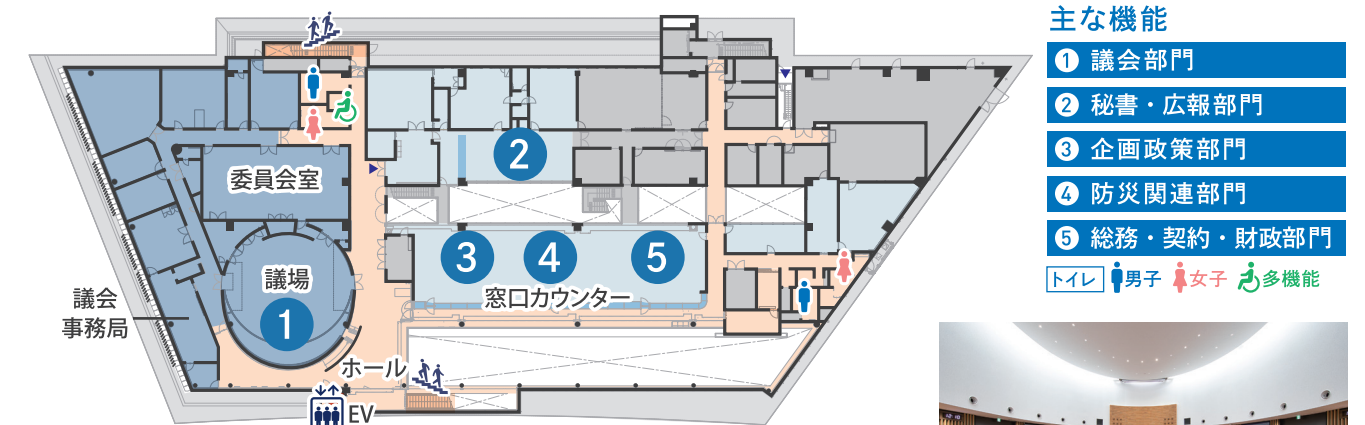 主な機能
1 議会部門
2 秘書・広報部門
3 企画政策部門
4 防災関連部門
5 総務・契約・財政部門
トイレ 男子 女子 多機能
2
委員会室
3 4 5
議場
窓口カウンター
1
議会
事務局
ホール
EV